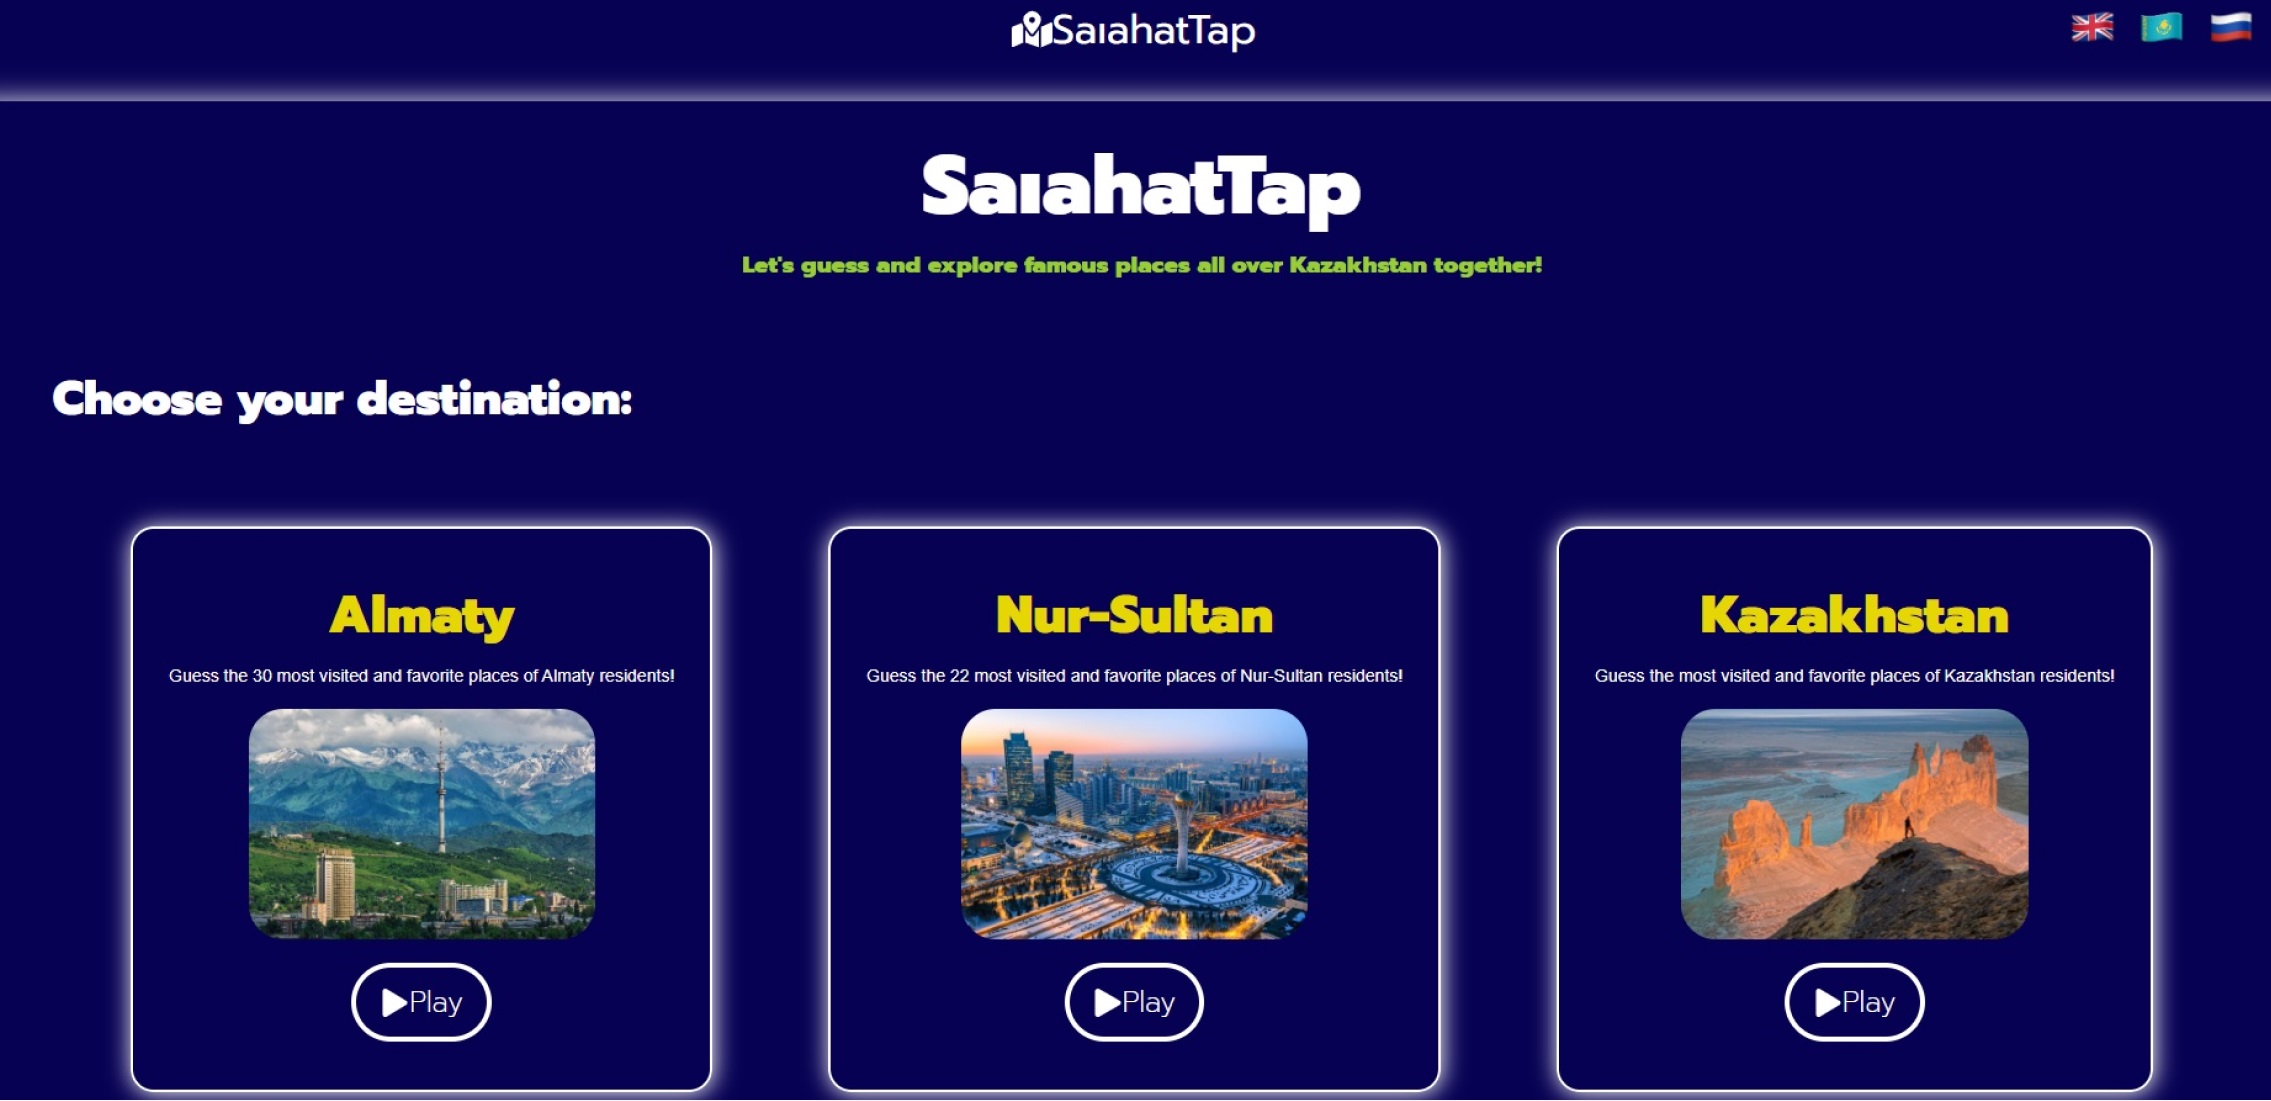 SaıahatTap
SaıahatTap
Let's guess and explore famous places all over Kazakhstan together!
Choose your destination:
Almaty
Guess the 30 most visited and favorite places of Almaty residents!
Play
Nur-Sultan
Guess the 22 most visited and favorite places of Nur-Sultan residents!
Play
Kazakhstan
Guess the most visited and favorite places of Kazakhstan residents!
Play